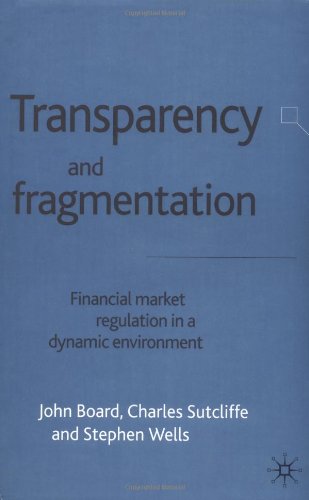 Transparency
and
fragmentation
Financial market
regulation in a
dynamic environment
John Board, Charles Sutcliffe
and Stephen Wells